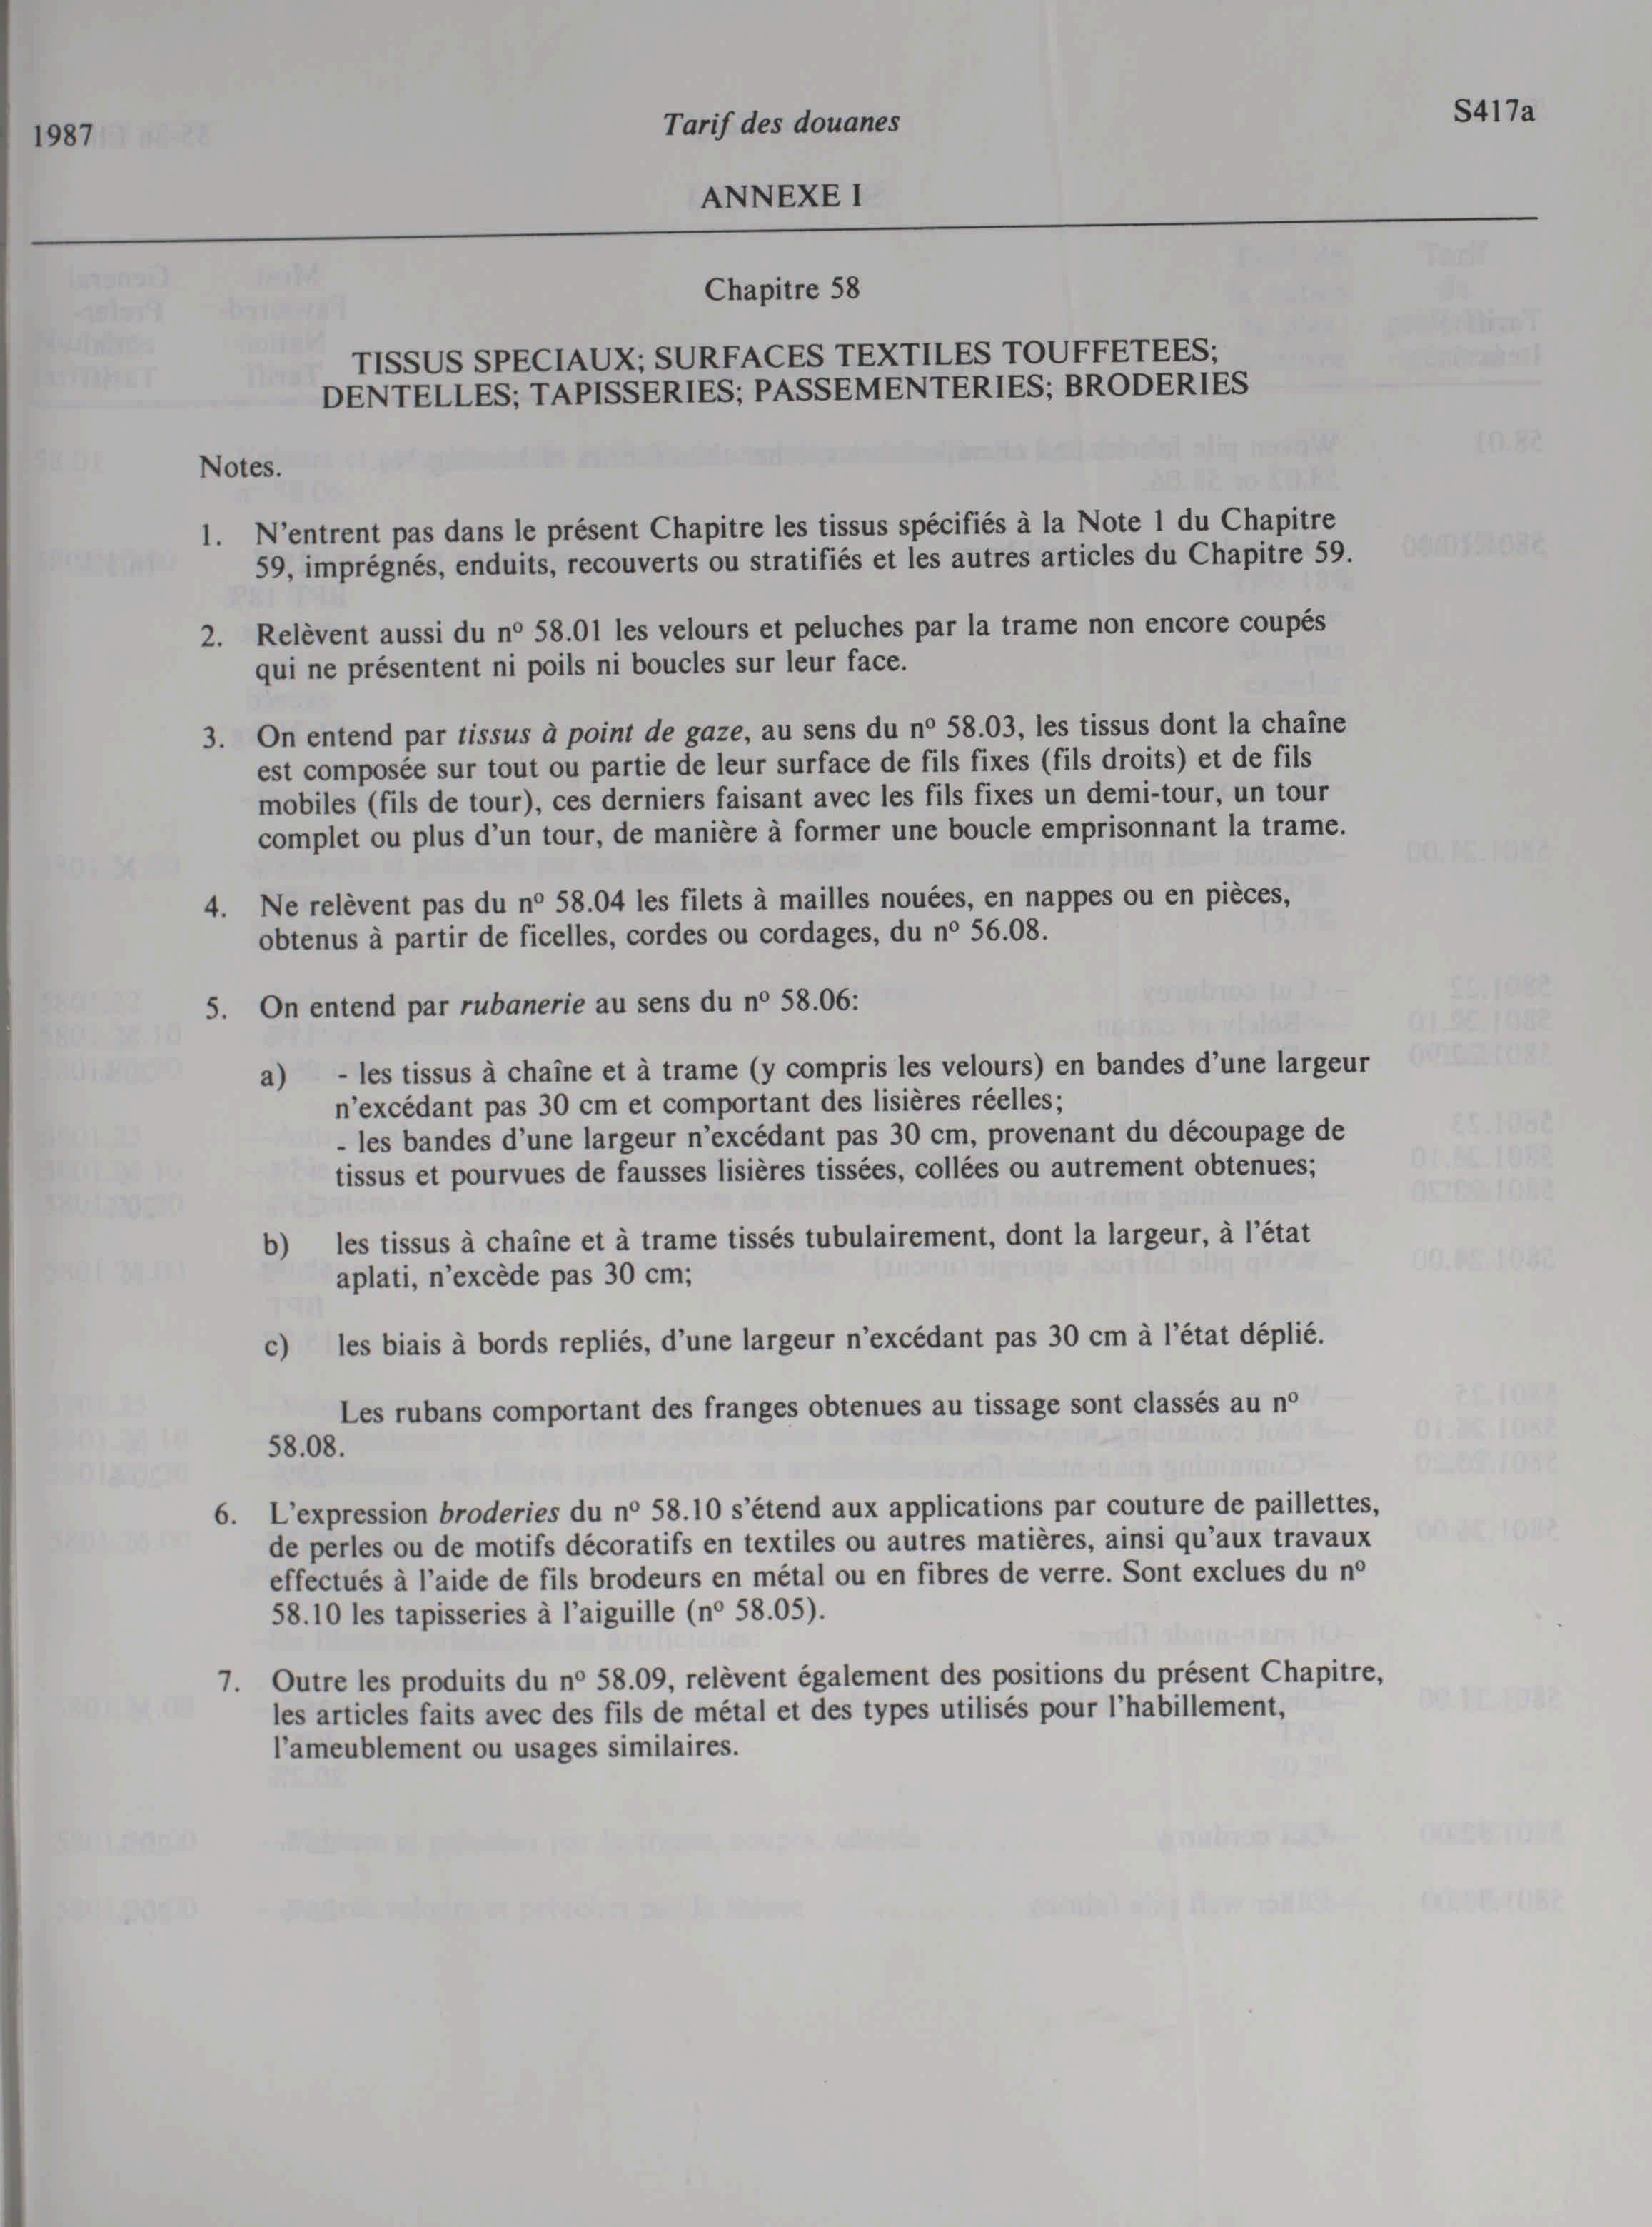 1987
Tarif des douanes
S417a
ANNEXE I
Chapitre 58
TISSUS SPECIAUX; SURFACES TEXTILES TOUFFETEES;
DENTELLES; TAPISSERIES; PASSEMENTERIES; BRODERIES
Notes.
1. N'entrent pas dans le présent Chapitre les tissus spécifiés à la Note 1 du Chapitre
59, imprégnés, enduits, recouverts ou stratifiés et les autres articles du Chapitre 59.
2. Relèvent aussi du nº 58.01 les velours et peluches par la trame non encore coupés
qui ne présentent ni poils ni boucles sur leur face.
3. On entend par tissus à point de gaze, au sens du nº 58.03, les tissus dont la chaîne
est composée sur tout ou partie de leur surface de fils fixes (fils droits) et de fils
mobiles (fils de tour), ces derniers faisant avec les fils fixes un demi-tour, un tour
complet ou plus d'un tour, de manière à former une boucle emprisonnant la trame.
4. Ne relèvent pas du nº 58.04 les filets à mailles nouées, en nappes ou en pièces,
obtenus à partir de ficelles, cordes ou cordages, du nº 56.08.
5. On entend par rubanerie au sens du nº 58.06:
a) - les tissus à chaîne et à trame (y compris les velours) en bandes d'une largeur
n'excédant pas 30 cm et comportant des lisières réelles;
- les bandes d'une largeur n'excédant pas 30 cm, provenant du découpage de
tissus et pourvues de fausses lisières tissées, collées ou autrement obtenues;
b) les tissus à chaîne et à trame tissés tubulairement, dont la largeur, à l'état
aplati, n'excède pas 30 cm;
c) les biais à bords repliés, d'une largeur n'excédant pas 30 cm à l'état déplié.
Les rubans comportant des franges obtenues au tissage sont classés au nº
58.08.
6. L'expression broderies du nº 58.10 s'étend aux applications par couture de paillettes,
de perles ou de motifs décoratifs en textiles ou autres matières, ainsi qu'aux travaux
effectués à l'aide de fils brodeurs en métal ou en fibres de verre. Sont exclues du nº
58.10 les tapisseries à l'aiguille (nº 58.05).
7. Outre les produits du nº 58.09, relèvent également des positions du présent Chapitre,
les articles faits avec des fils de métal et des types utilisés pour l'habillement,
l'ameublement ou usages similaires.